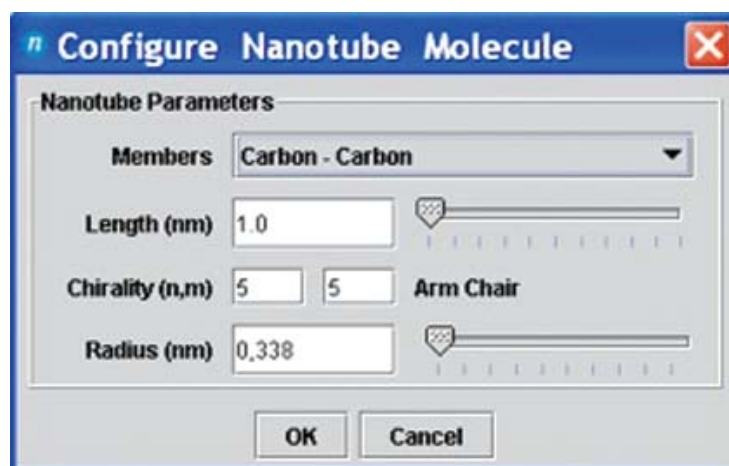 n Configure Nanotube Molecule
Nanotube Parameters
Members Carbon - Carbon
Length (nm) 1.0
Chirality (n,m) 5 5 Arm Chair
Radius (nm) 0,338
OK Cancel